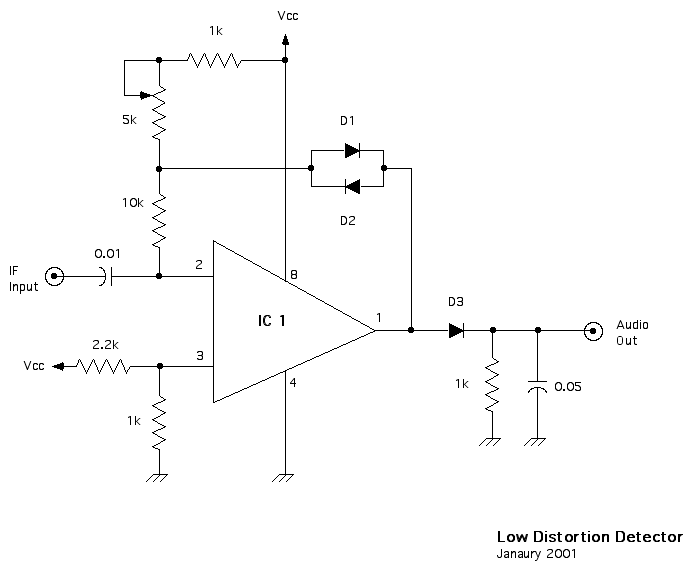 Vcc
1k
5k
D1
D2
10k
0.01
IF
Input
2
8
IC 1
1
D3
Audio
Out
2.2k
3
Vcc
4
1k
1k
0.05
Low Distortion Detector
Janaury 2001